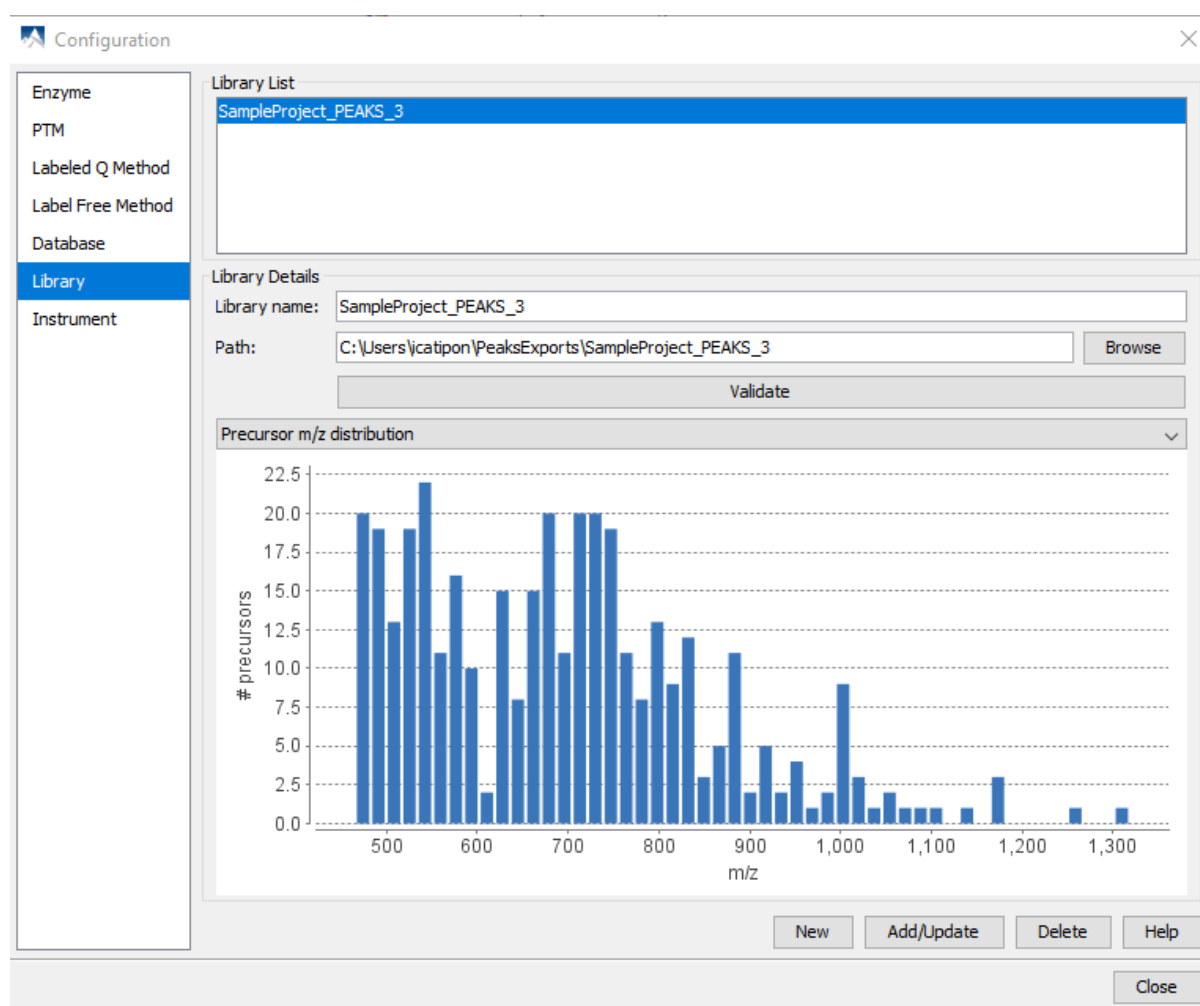 Configuration
Enzyme
PTM
Labeled Q Method
Label Free Method
Database
Library
Instrument
Library List
SampleProject_PEAKS_3
Library Details
Library name: SampleProject_PEAKS_3
Path: C:\Users\jcatipon\PeaksExports\SampleProject_PEAKS_3 Browse
Validate
Precursor m/z distribution
# precursors
22.5
20.0
17.5
15.0
12.5
10.0
7.5
5.0
2.5
0.0
500 600 700 800 900 1,000 1,100 1,200 1,300
m/z
New Add/Update Delete Help
Close